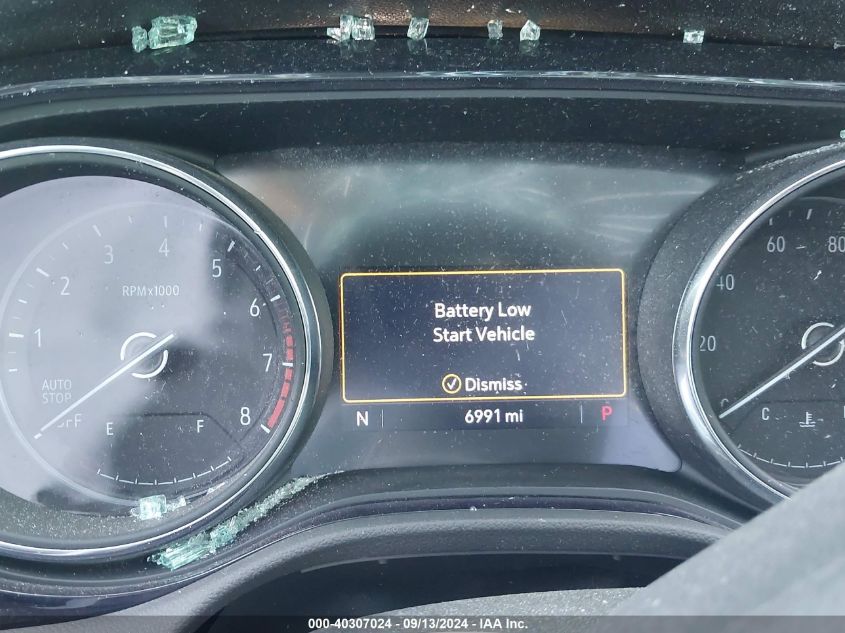 1 2 3 4 5 6 7 8
RPMx1000
AUTO
STOP
OFF
E F
Battery Low
Start Vehicle
Dismiss
N 6991 mi P
20 40 60 80
C
000-40307024 - 09/13/2024 - IAA Inc.